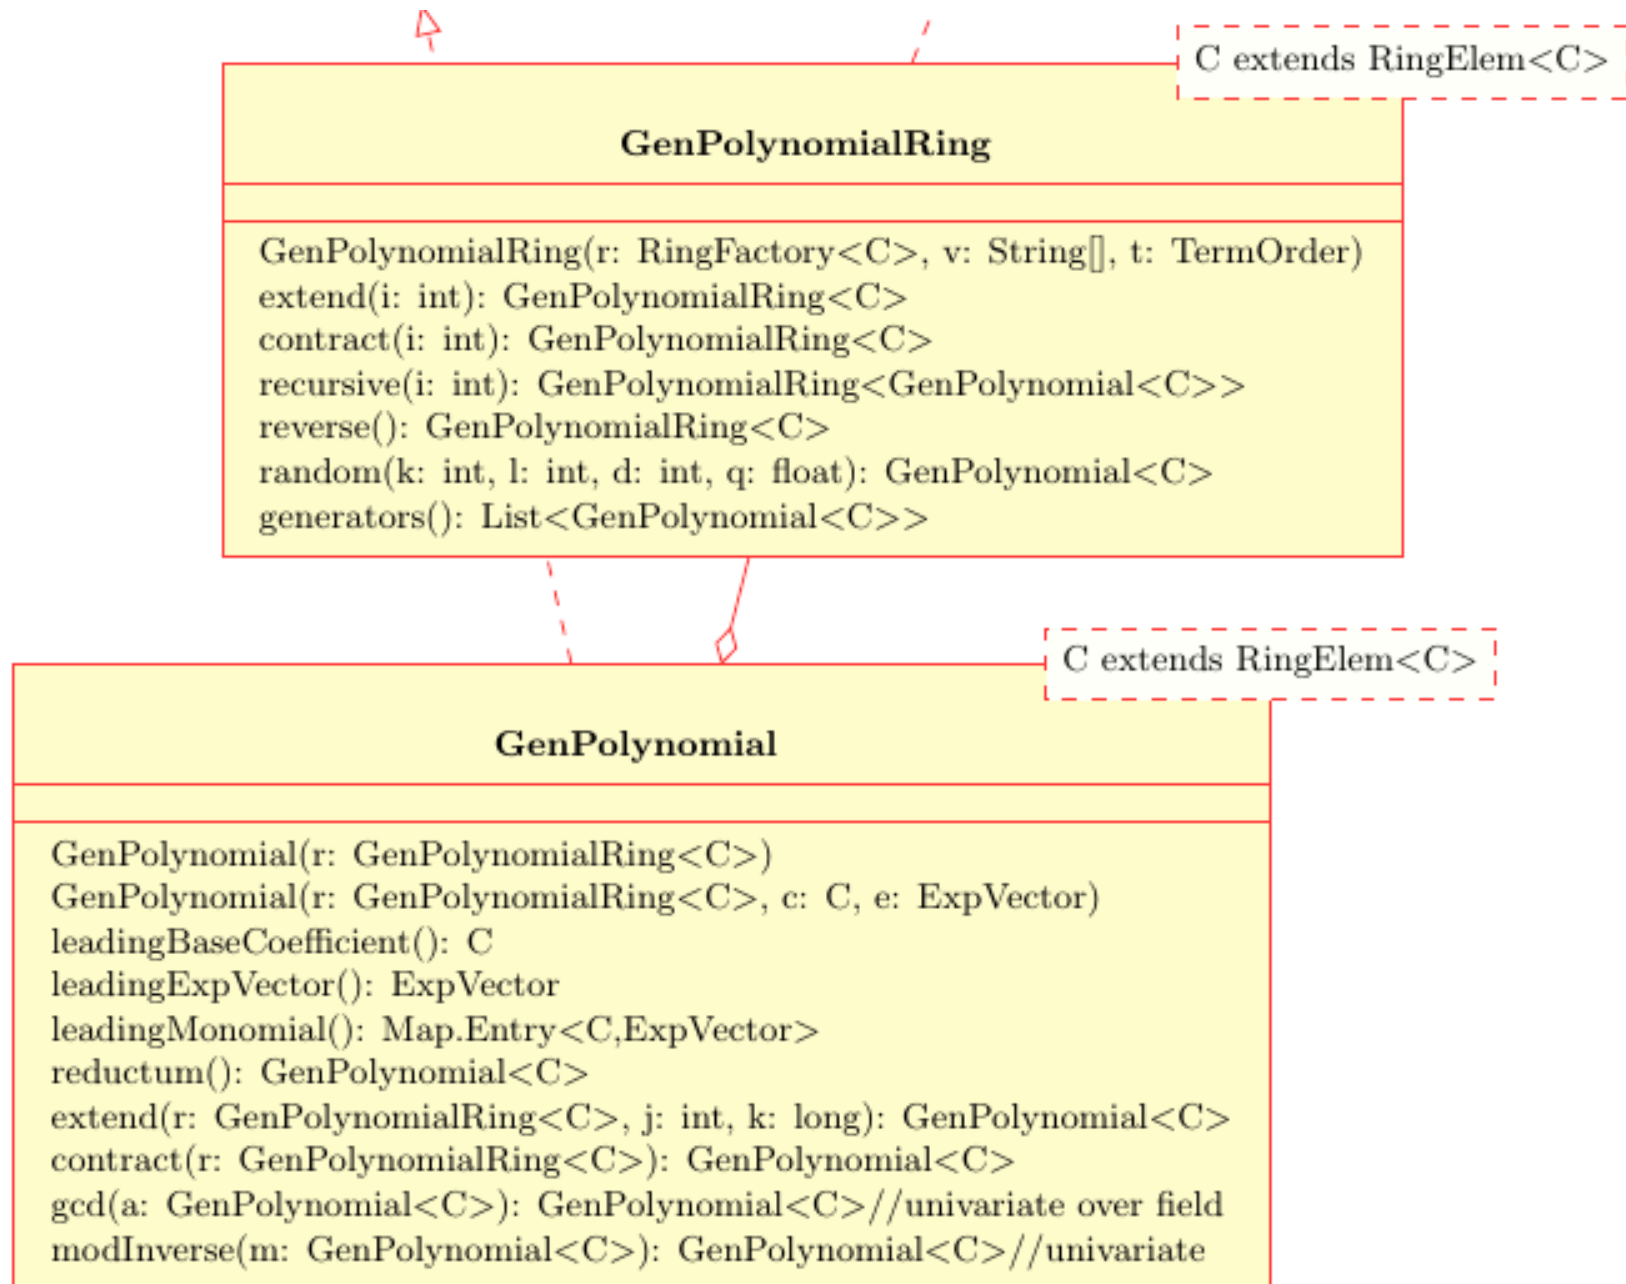 C extends RingElem<C>
GenPolynomialRing
GenPolynomialRing(r: RingFactory<C>, v: String[], t: TermOrder)
extend(i: int): GenPolynomialRing<C>
contract(i: int): GenPolynomialRing<C>
recursive(i: int): GenPolynomialRing<GenPolynomial<C>>
reverse(): GenPolynomialRing<C>
random(k: int, l: int, d: int, q: float): GenPolynomial<C>
generators(): List<GenPolynomial<C>>
C extends RingElem<C>
GenPolynomial
GenPolynomial(r: GenPolynomialRing<C>)
GenPolynomial(r: GenPolynomialRing<C>, c: C, e: ExpVector)
leadingBaseCoefficient(): C
leadingExpVector(): ExpVector
leadingMonomial(): Map.Entry<C,ExpVector>
reductum(): GenPolynomial<C>
extend(r: GenPolynomialRing<C>, j: int, k: long): GenPolynomial<C>
contract(r: GenPolynomialRing<C>): GenPolynomial<C>
gcd(a: GenPolynomial<C>): GenPolynomial<C>//univariate over field
modInverse(m: GenPolynomial<C>): GenPolynomial<C>//univariate